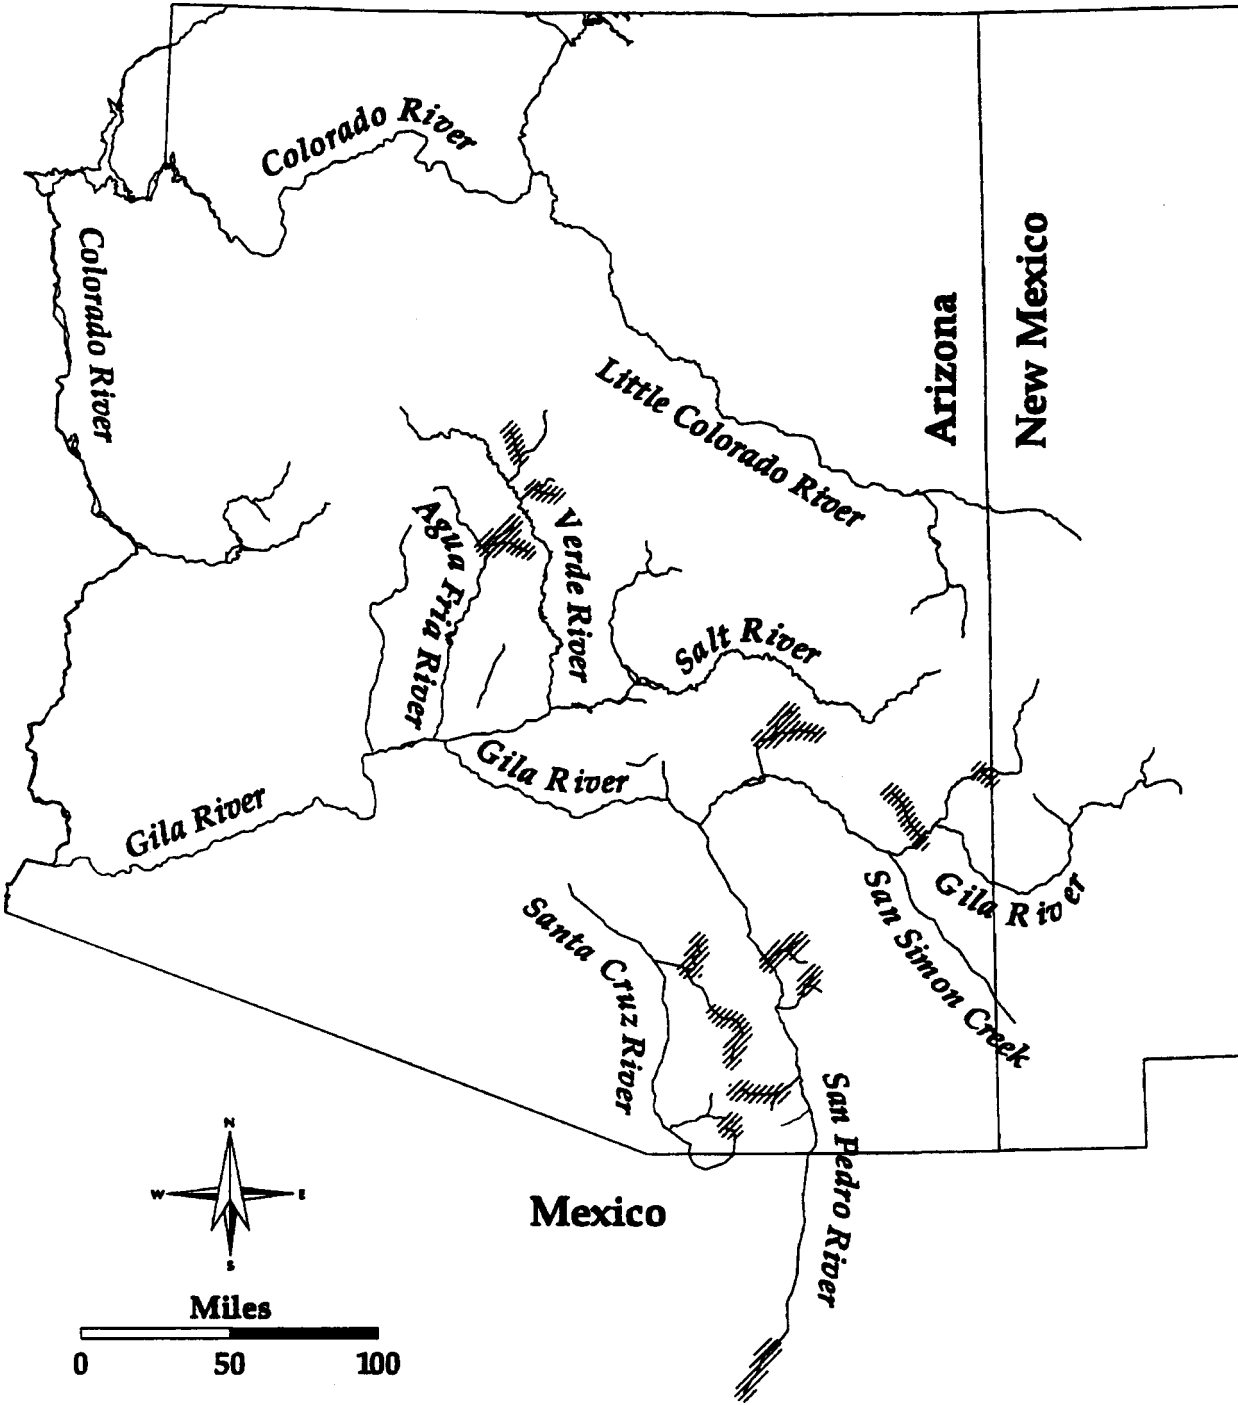 Colorado River
Colorado River
Arizona
New Mexico
Little Colorado River
Agua Fria River
Verde River
Salt River
Gila River
Gila River
Gila River
San Simon Creek
Santa Cruz River
San Pedro River
Mexico
N
W E
S
Miles
0 50 100